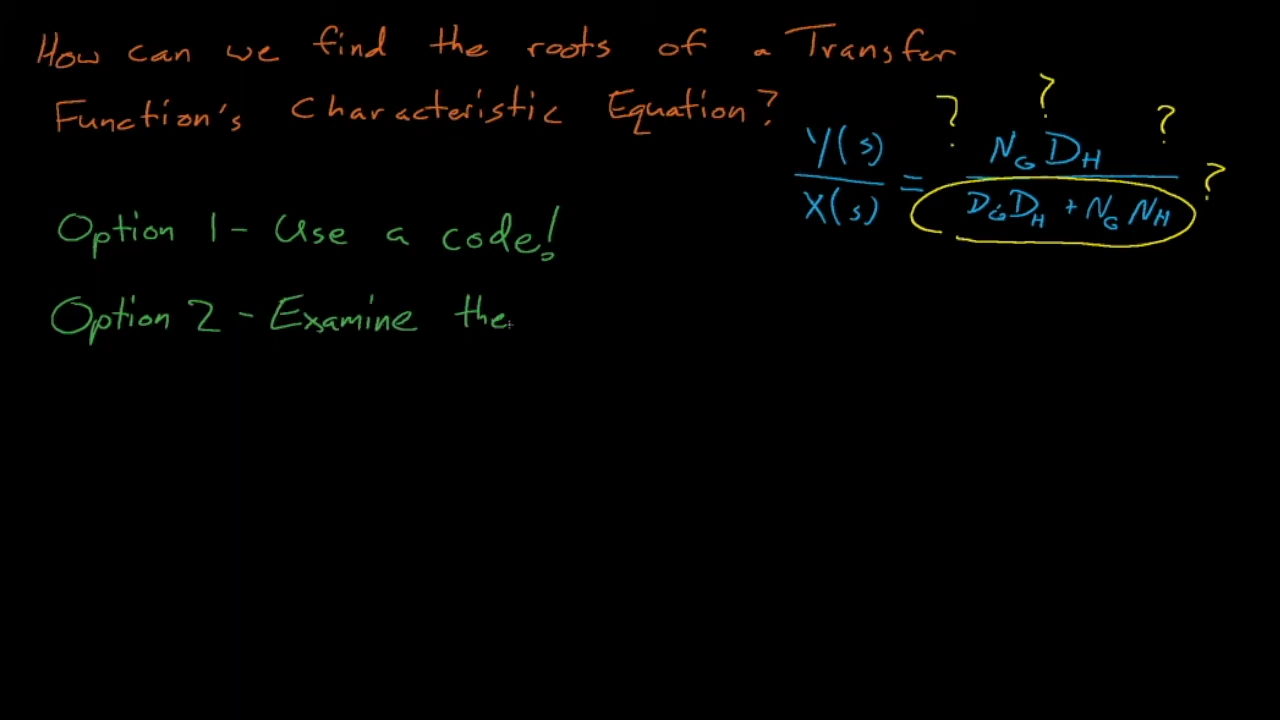 How can we find the roots of a Transfer
Function's Characteristic Equation?
? ? ? ?
Y(s)/X(s) = N_G D_H / D_G D_H + N_G N_H
Option 1 - Use a code!
Option 2 - Examine the